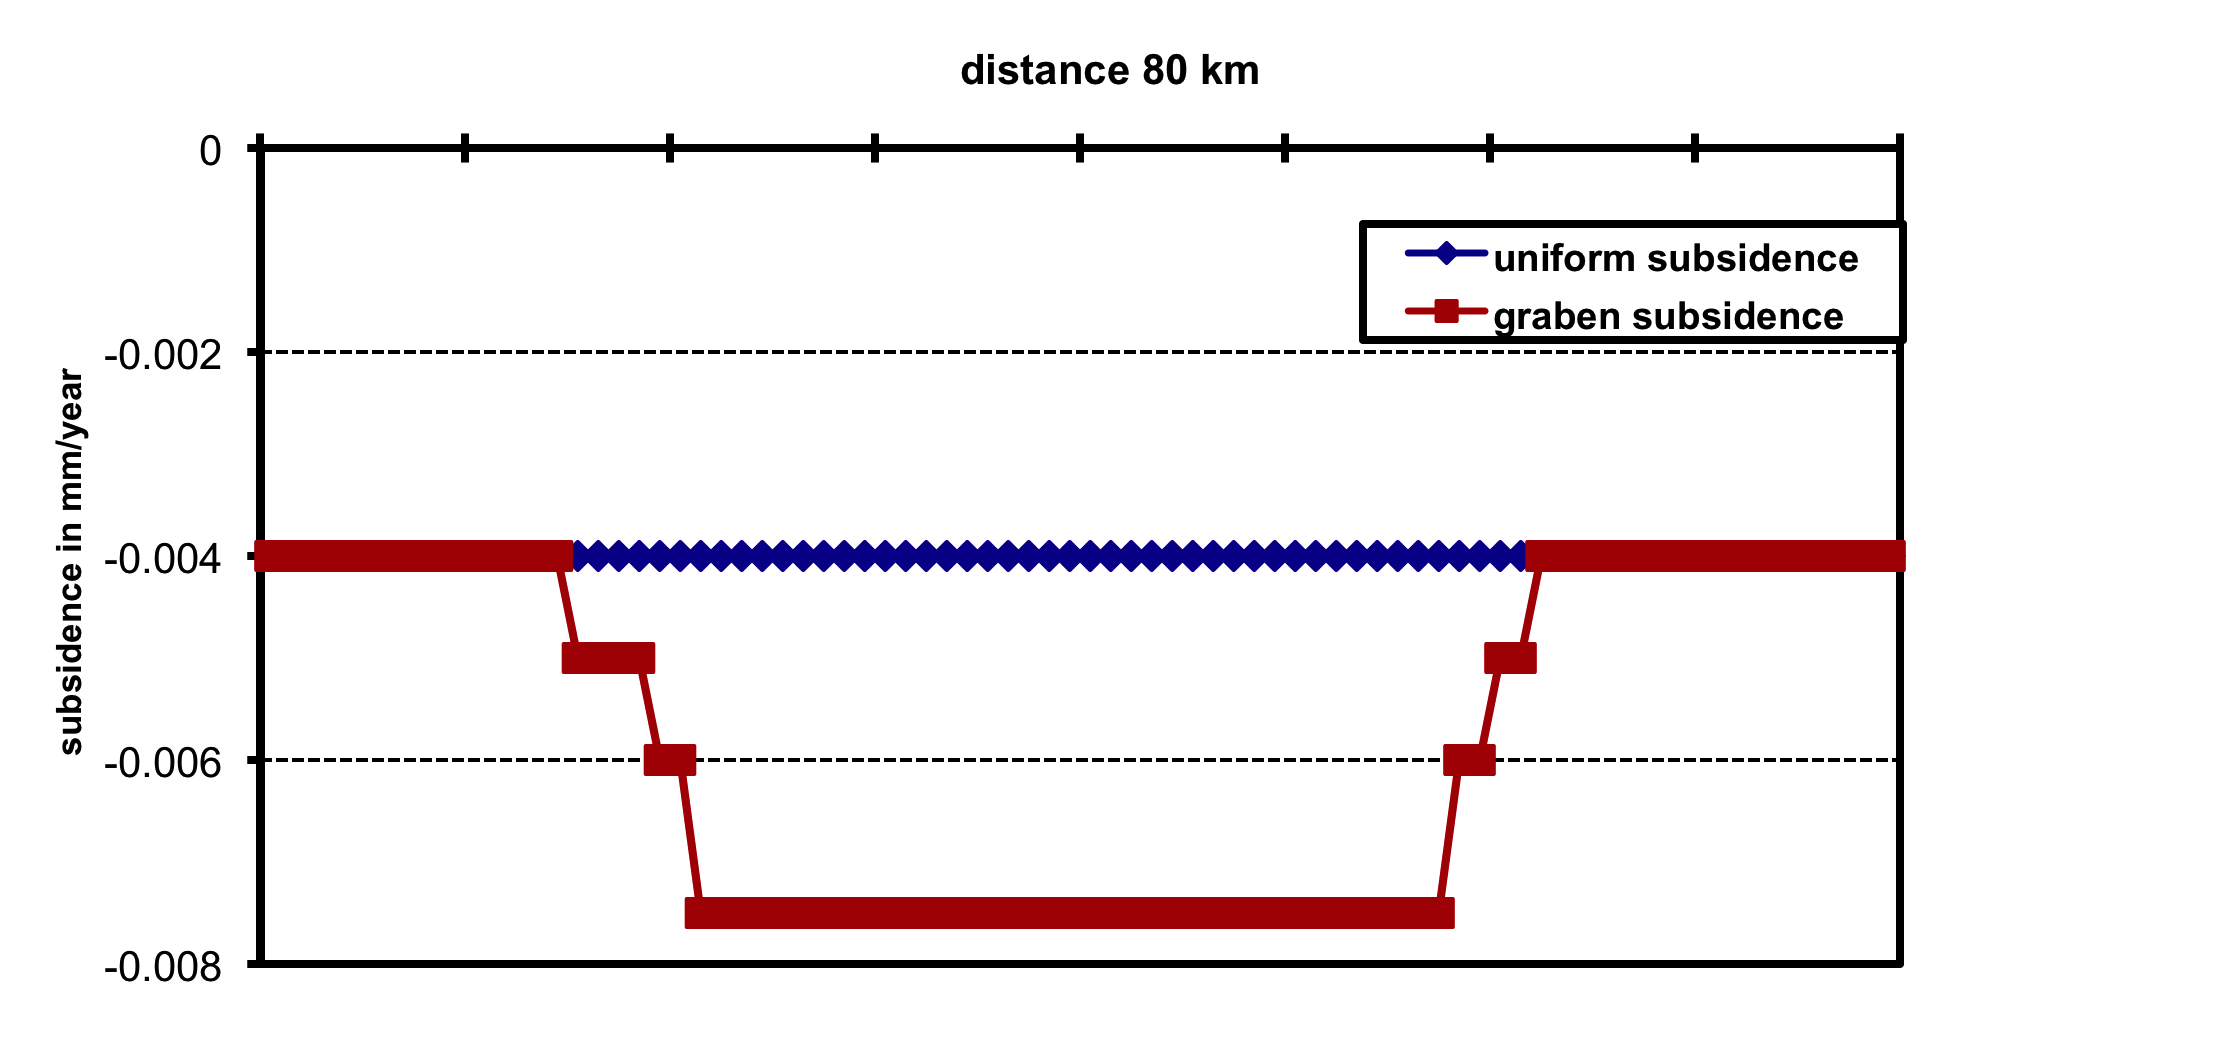 distance 80 km
0
uniform subsidence
graben subsidence
-0.002
subsidence in mm/year
-0.004
-0.006
-0.008